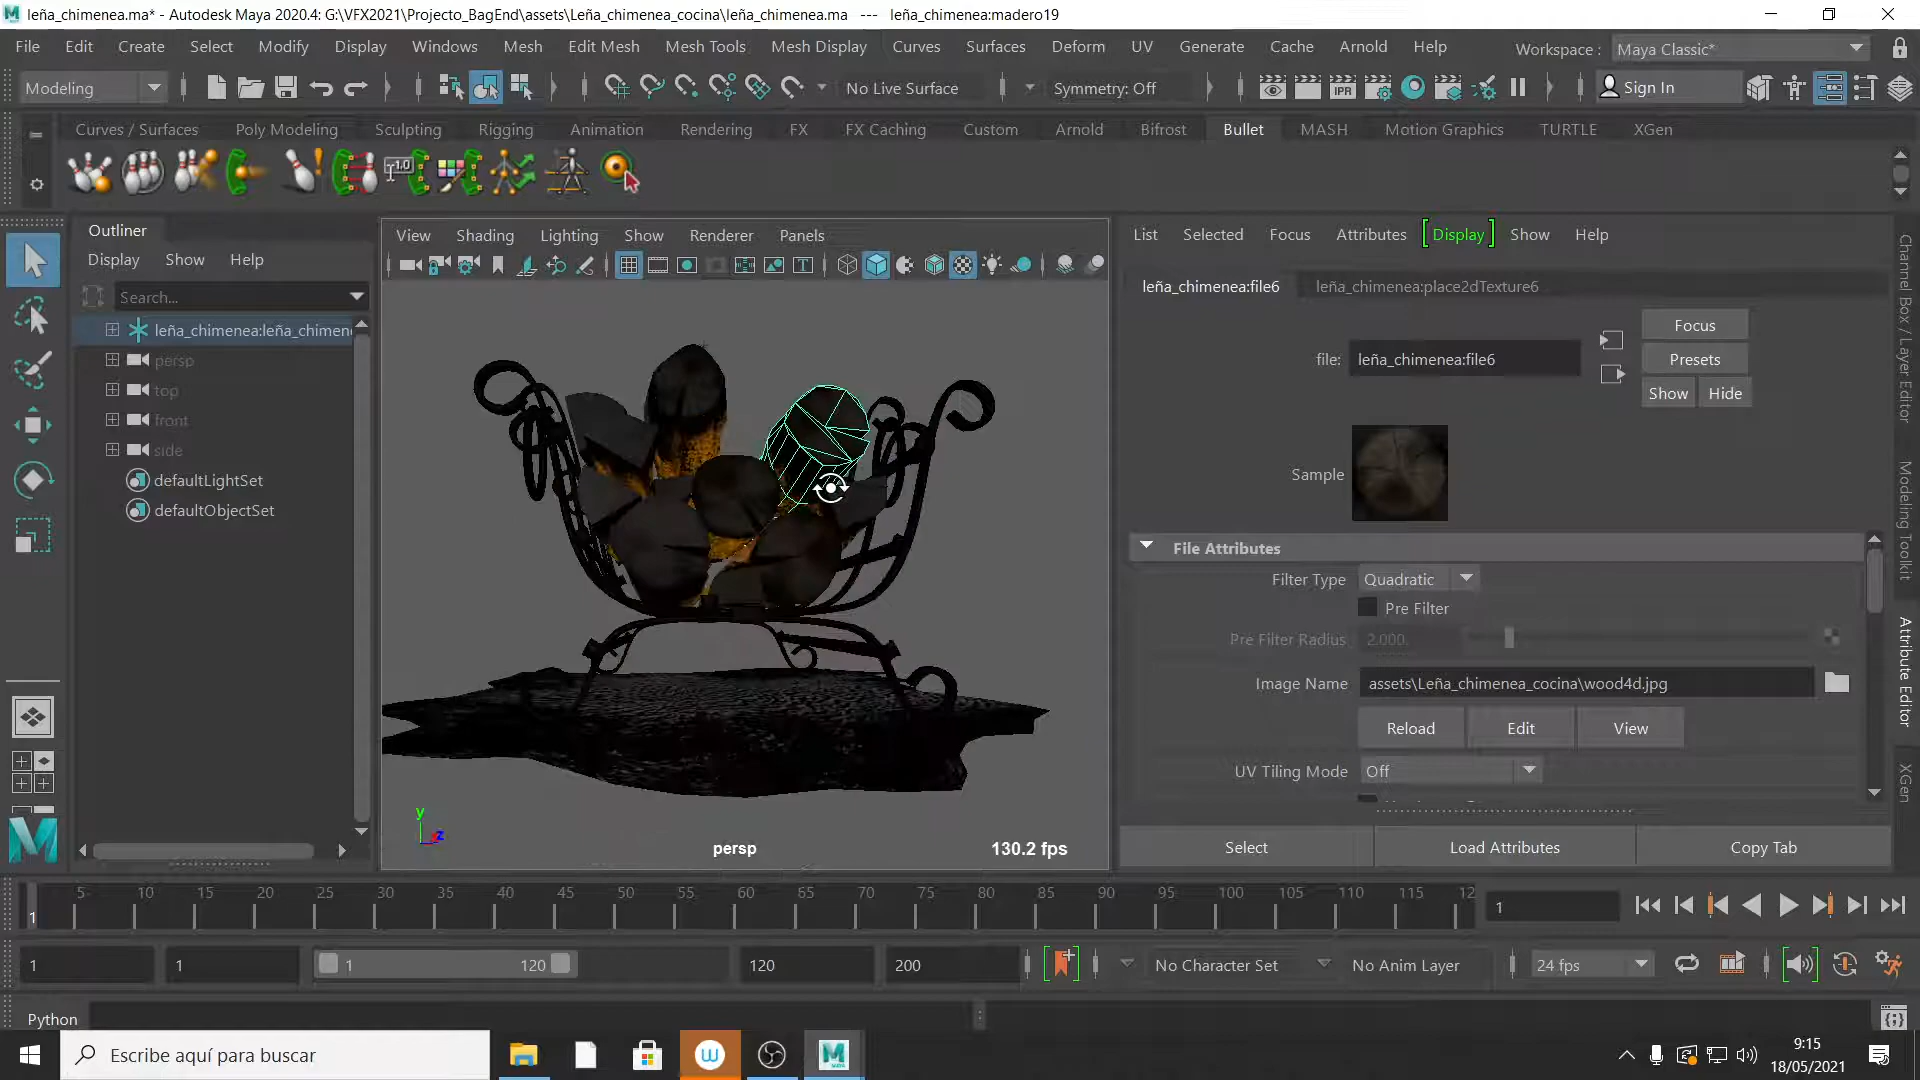 leña_chimenea.ma* - Autodesk Maya 2020.4: G:\VFX2021\Projecto_BagEnd\assets\Leña_chimenea_cocina\leña_chimenea.ma   ---   leña_chimenea:madero19
File Edit Create Select Modify Display Windows Mesh Edit Mesh Mesh Tools Mesh Display Curves Surfaces Deform UV Generate Cache Arnold Help Workspace : Maya Classic*
Modeling No Live Surface Symmetry: Off IPR Sign In
Curves / Surfaces Poly Modeling Sculpting Rigging Animation Rendering FX FX Caching Custom Arnold Bifrost Bullet MASH Motion Graphics TURTLE XGen
1.0
Outliner
Display Show Help
Search...
leña_chimenea:leña_chimen
persp
top
front
side
defaultLightSet
defaultObjectSet
View Shading Lighting Show Renderer Panels
y
z
persp
130.2 fps
List Selected Focus Attributes Display Show Help
leña_chimenea:file6 leña_chimenea:place2dTexture6
file: leña_chimenea:file6
Focus
Presets
Show Hide
Sample
File Attributes
Filter Type Quadratic
Pre Filter
Pre Filter Radius 2.000
Image Name assets\Leña_chimenea_cocina\wood4d.jpg
Reload Edit View
UV Tiling Mode Off
Select Load Attributes Copy Tab
Channel Box / Layer Editor
Modeling Toolkit
Attribute Editor
XGen
5 10 15 20 25 30 35 40 45 50 55 60 65 70 75 80 85 90 95 100 105 110 115 12
1 1
1 1 1 120 120 200 No Character Set No Anim Layer 24 fps
Python
Escribe aquí para buscar
9:15
18/05/2021